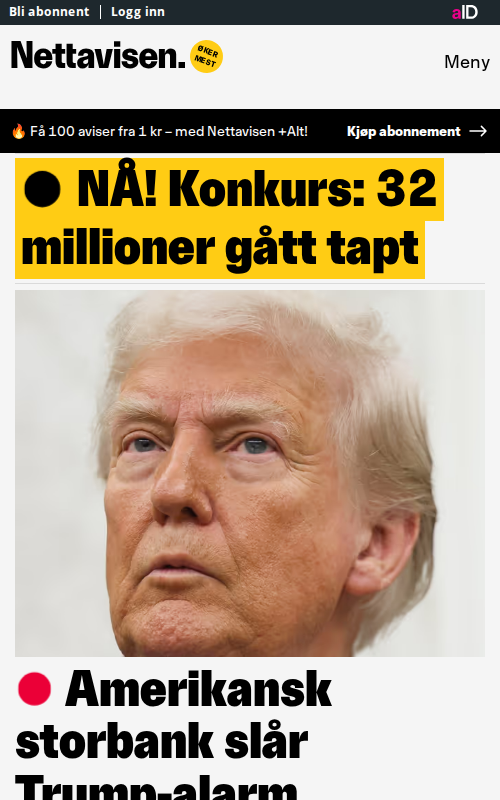 Bli abonnent | Logg inn
aID
Nettavisen.
ØKER
MEST
Meny
Få 100 aviser fra 1 kr – med Nettavisen +Alt!
Kjøp abonnement →
NÅ! Konkurs: 32
millioner gått tapt
Amerikansk
storbank slår
Trump-alarm